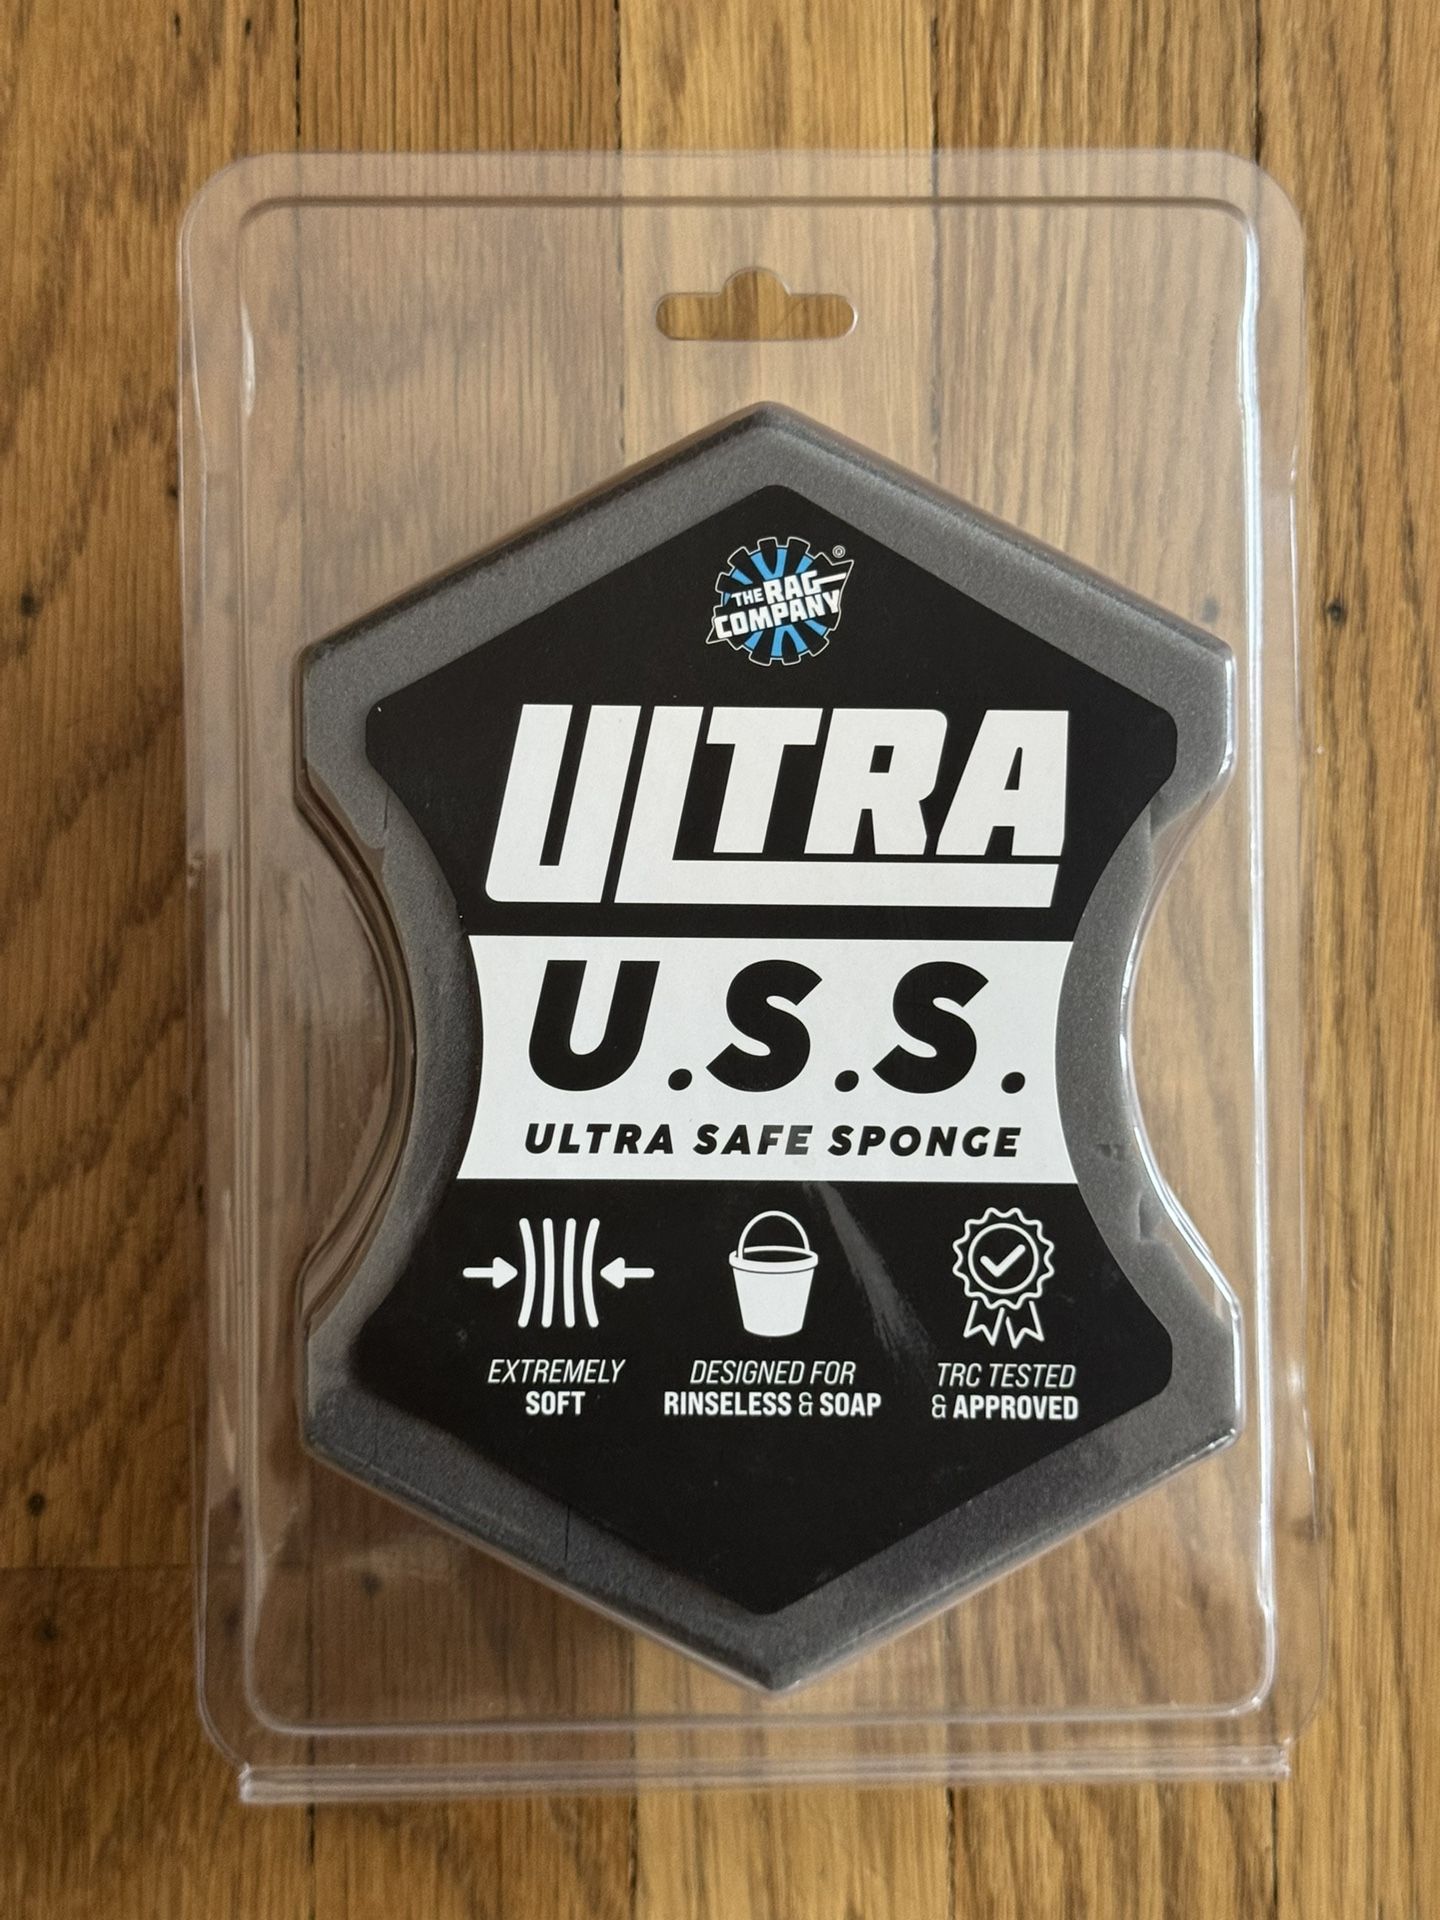 THE RAG
COMPANY®
ULTRA
U.S.S.
ULTRA SAFE SPONGE
EXTREMELY
SOFT
DESIGNED FOR
RINSELESS & SOAP
TRC TESTED
& APPROVED